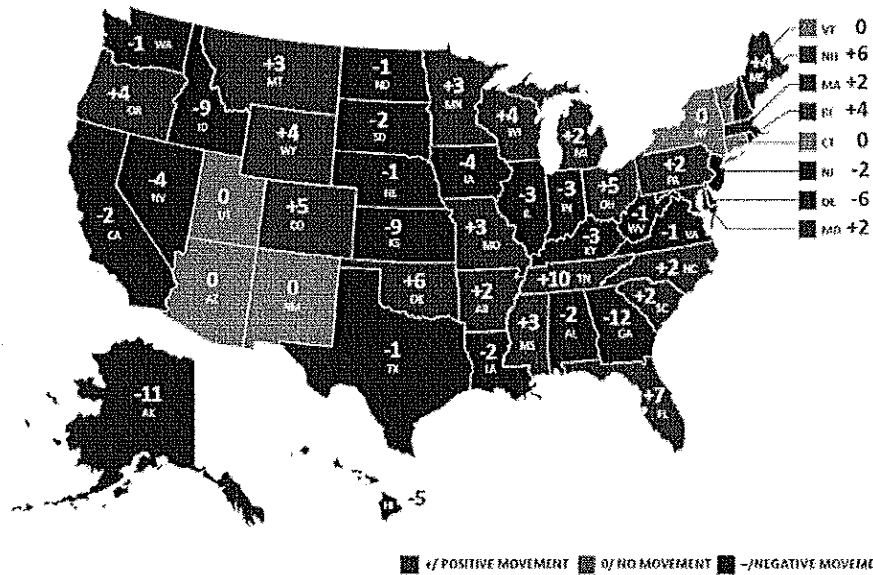 -1 WA
+3 MT
-1 ND
+3 MN
+4 WI
+2 MI
+4 ME
VT 0
NH +6
MA +2
RI +4
CT 0
NJ -2
DE -6
MD +2
+4 OR
-9 ID
+4 WY
-2 SD
0 NY
-4 NV
0 UT
+5 CO
-1 NE
-4 IA
-3 IL
-3 IN
+5 OH
+2 PA
-2 CA
-9 KS
+3 MO
-3 KY
-1 WV
-1 VA
0 AZ
0 NM
+6 OK
+2 AR
+10 TN
+2 NC
+2 SC
-1 TX
-2 LA
+3 MS
-2 AL
-12 GA
+7 FL
-11 AK
HI -5
+/ POSITIVE MOVEMENT 0/ NO MOVEMENT -/NEGATIVE MOVEME